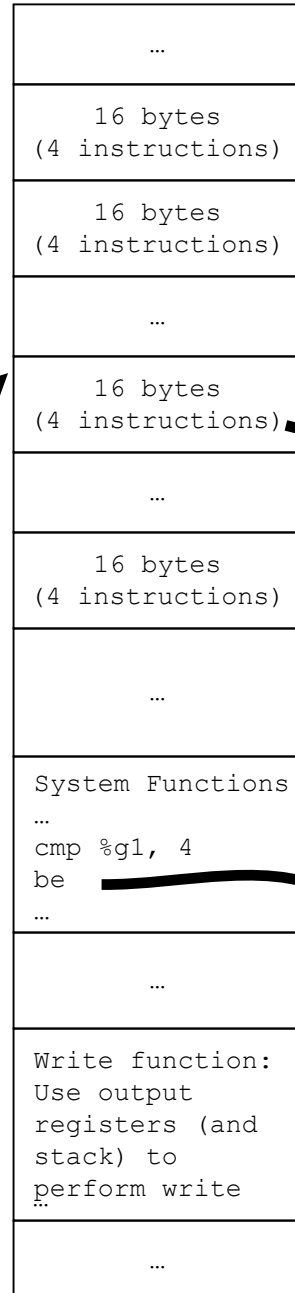 …
16 bytes
(4 instructions)
16 bytes
(4 instructions)
…
16 bytes
(4 instructions)
…
16 bytes
(4 instructions)
…
System Functions
…
cmp %g1, 4
be
…
…
Write function:
Use output
registers (and
stack) to
perform write
…
…